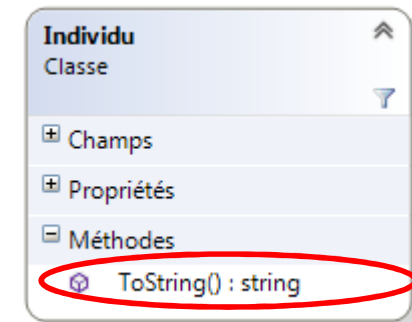 Individu
Classe
Champs
Propriétés
Méthodes
ToString() : string